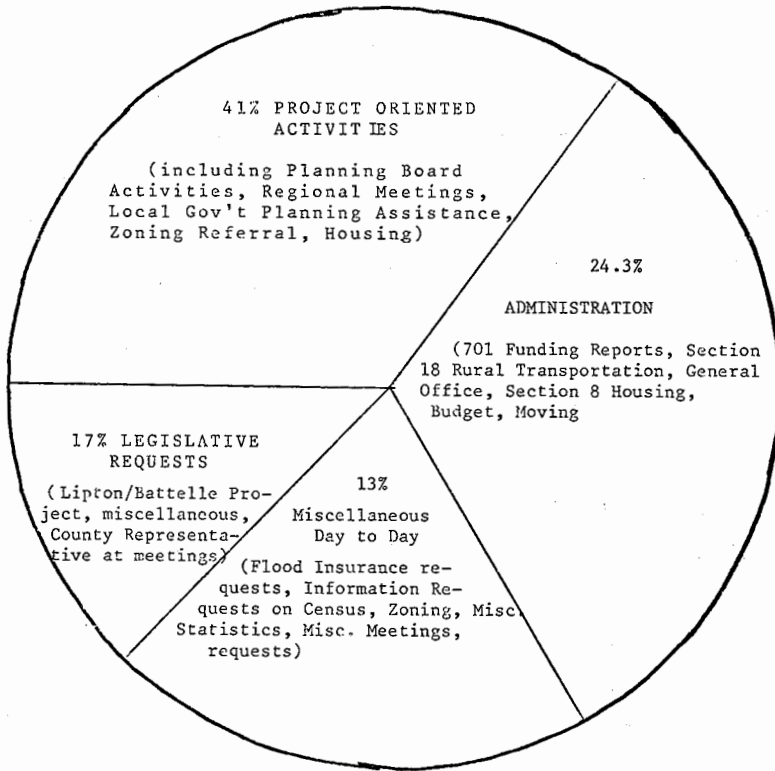 41% PROJECT ORIENTED
ACTIVITIES
(including Planning Board
Activities, Regional Meetings,
Local Gov't Planning Assistance,
Zoning Referral, Housing)
24.3%
ADMINISTRATION
(701 Funding Reports, Section
18 Rural Transportation, General
Office, Section 8 Housing,
Budget, Moving
17% LEGISLATIVE
REQUESTS
(Lipton/Battelle Pro-
ject, miscellaneous,
County Representa-
tive at meetings)
13%
Miscellaneous
Day to Day
(Flood Insurance re-
quests, Information Re-
quests on Census, Zoning, Misc.
Statistics, Misc. Meetings,
requests)